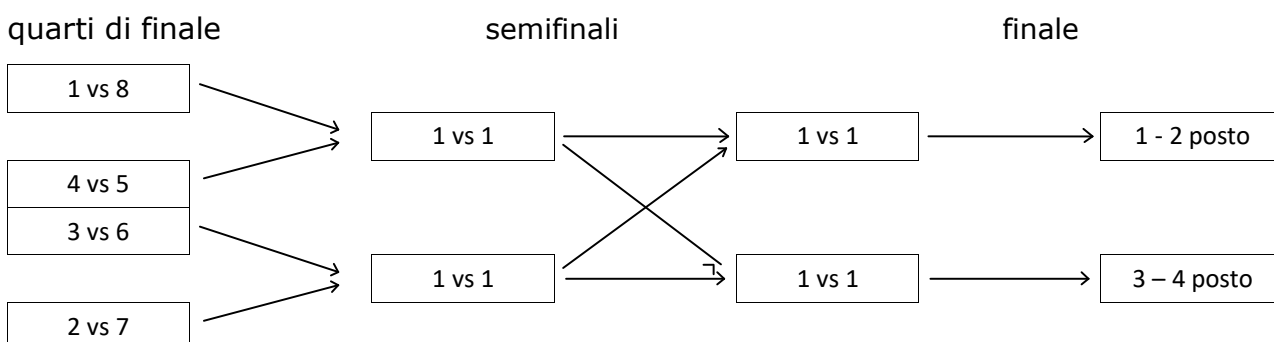 quarti di finale
semifinali
finale
1 vs 8
4 vs 5
3 vs 6
2 vs 7
1 vs 1
1 vs 1
1 vs 1
1 vs 1
1 - 2 posto
3 – 4 posto